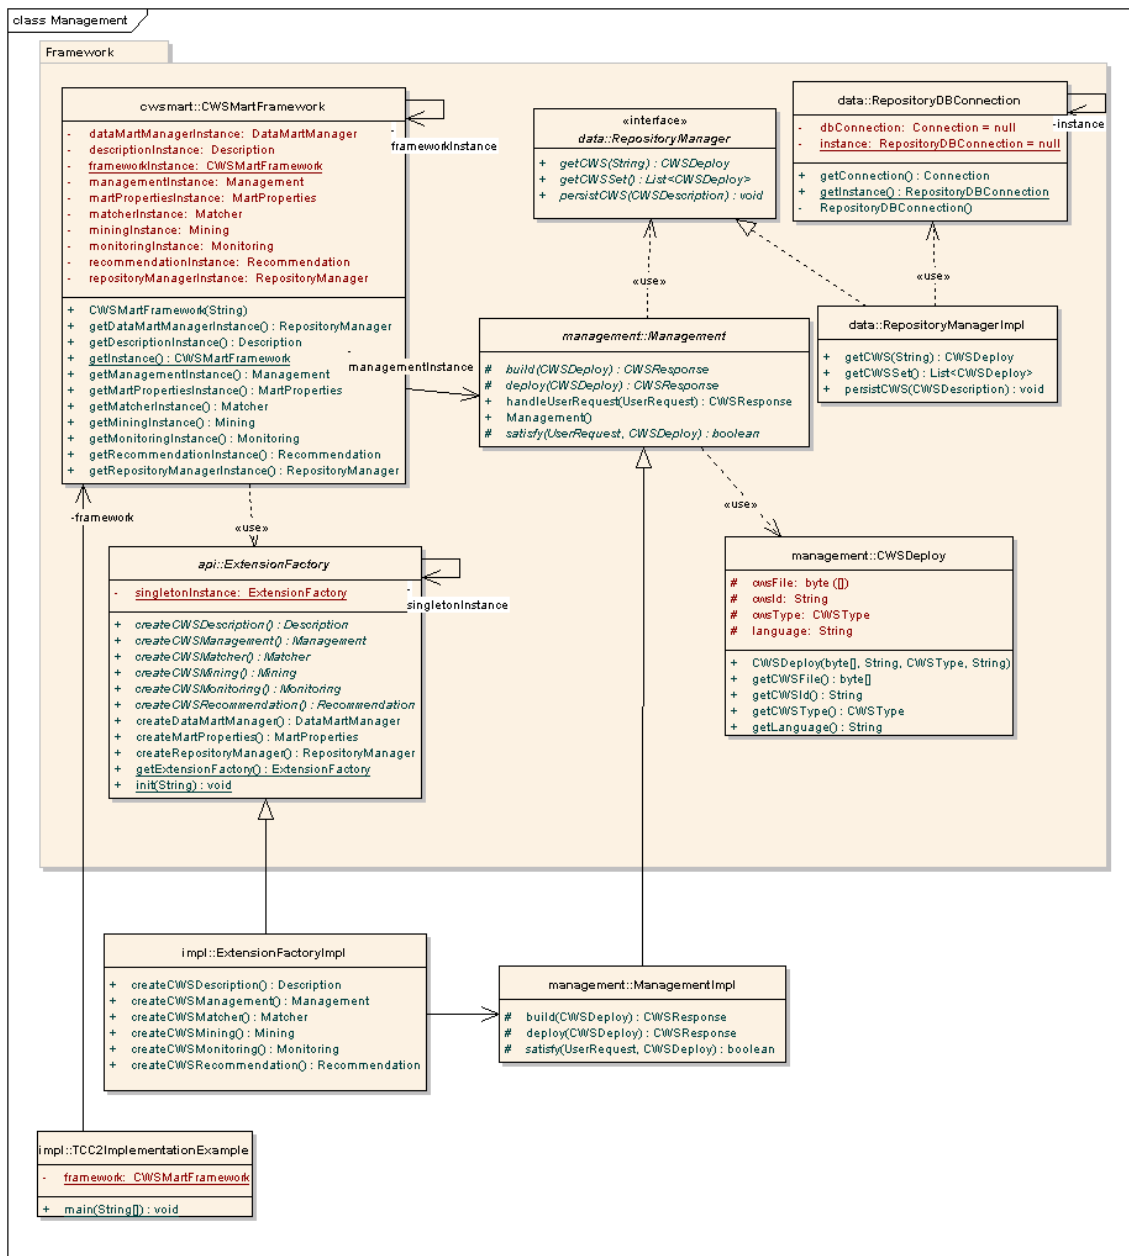 class Management
Framework
cwsmart::CWSMartFramework
- dataMartManagerInstance: DataMartManager
- descriptionInstance: Description
- frameworkInstance: CWSMartFramework
- managementInstance: Management
- martPropertiesInstance: MartProperties
- matcherInstance: Matcher
- miningInstance: Mining
- monitoringInstance: Monitoring
- recommendationInstance: Recommendation
- repositoryManagerInstance: RepositoryManager
+ CWSMartFramework(String)
+ getDataMartManagerInstance() : RepositoryManager
+ getDescriptionInstance() : Description
+ getInstance() : CWSMartFramework
+ getManagementInstance() : Management
+ getMartPropertiesInstance() : MartProperties
+ getMatcherInstance() : Matcher
+ getMiningInstance() : Mining
+ getMonitoringInstance() : Monitoring
+ getRecommendationInstance() : Recommendation
+ getRepositoryManagerInstance() : RepositoryManager
-
frameworkInstance
«interface»
data::RepositoryManager
+ getCWS(String) : CWSDeploy
+ getCWSSet() : List<CWSDeploy>
+ persistCWS(CWSDescription) : void
data::RepositoryDBConnection
- dbConnection: Connection = null
- instance: RepositoryDBConnection = null
+ getConnection() : Connection
+ getInstance() : RepositoryDBConnection
- RepositoryDBConnection()
-instance
«use»
«use»
data::RepositoryManagerImpl
+ getCWS(String) : CWSDeploy
+ getCWSSet() : List<CWSDeploy>
+ persistCWS(CWSDescription) : void
-
managementInstance
management::Management
# build(CWSDeploy) : CWSResponse
# deploy(CWSDeploy) : CWSResponse
+ handleUserRequest(UserRequest) : CWSResponse
+ Management()
# satisfy(UserRequest, CWSDeploy) : boolean
-framework
«use»
«use»
api::ExtensionFactory
- singletonInstance: ExtensionFactory
+ createCWSDescription() : Description
+ createCWSManagement() : Management
+ createCWSMatcher() : Matcher
+ createCWSMining() : Mining
+ createCWSMonitoring() : Monitoring
+ createCWSRecommendation() : Recommendation
+ createDataMartManager() : DataMartManager
+ createMartProperties() : MartProperties
+ createRepositoryManager() : RepositoryManager
+ getExtensionFactory() : ExtensionFactory
+ init(String) : void
-
singletonInstance
management::CWSDeploy
# cwsFile: byte ([])
# cwsId: String
# cwsType: CWSType
# language: String
+ CWSDeploy(byte[], String, CWSType, String)
+ getCWSFile() : byte[]
+ getCWSId() : String
+ getCWSType() : CWSType
+ getLanguage() : String
impl::ExtensionFactoryImpl
+ createCWSDescription() : Description
+ createCWSManagement() : Management
+ createCWSMatcher() : Matcher
+ createCWSMining() : Mining
+ createCWSMonitoring() : Monitoring
+ createCWSRecommendation() : Recommendation
management::ManagementImpl
# build(CWSDeploy) : CWSResponse
# deploy(CWSDeploy) : CWSResponse
# satisfy(UserRequest, CWSDeploy) : boolean
impl::TCC2ImplementationExample
- framework: CWSMartFramework
+ main(String[]) : void